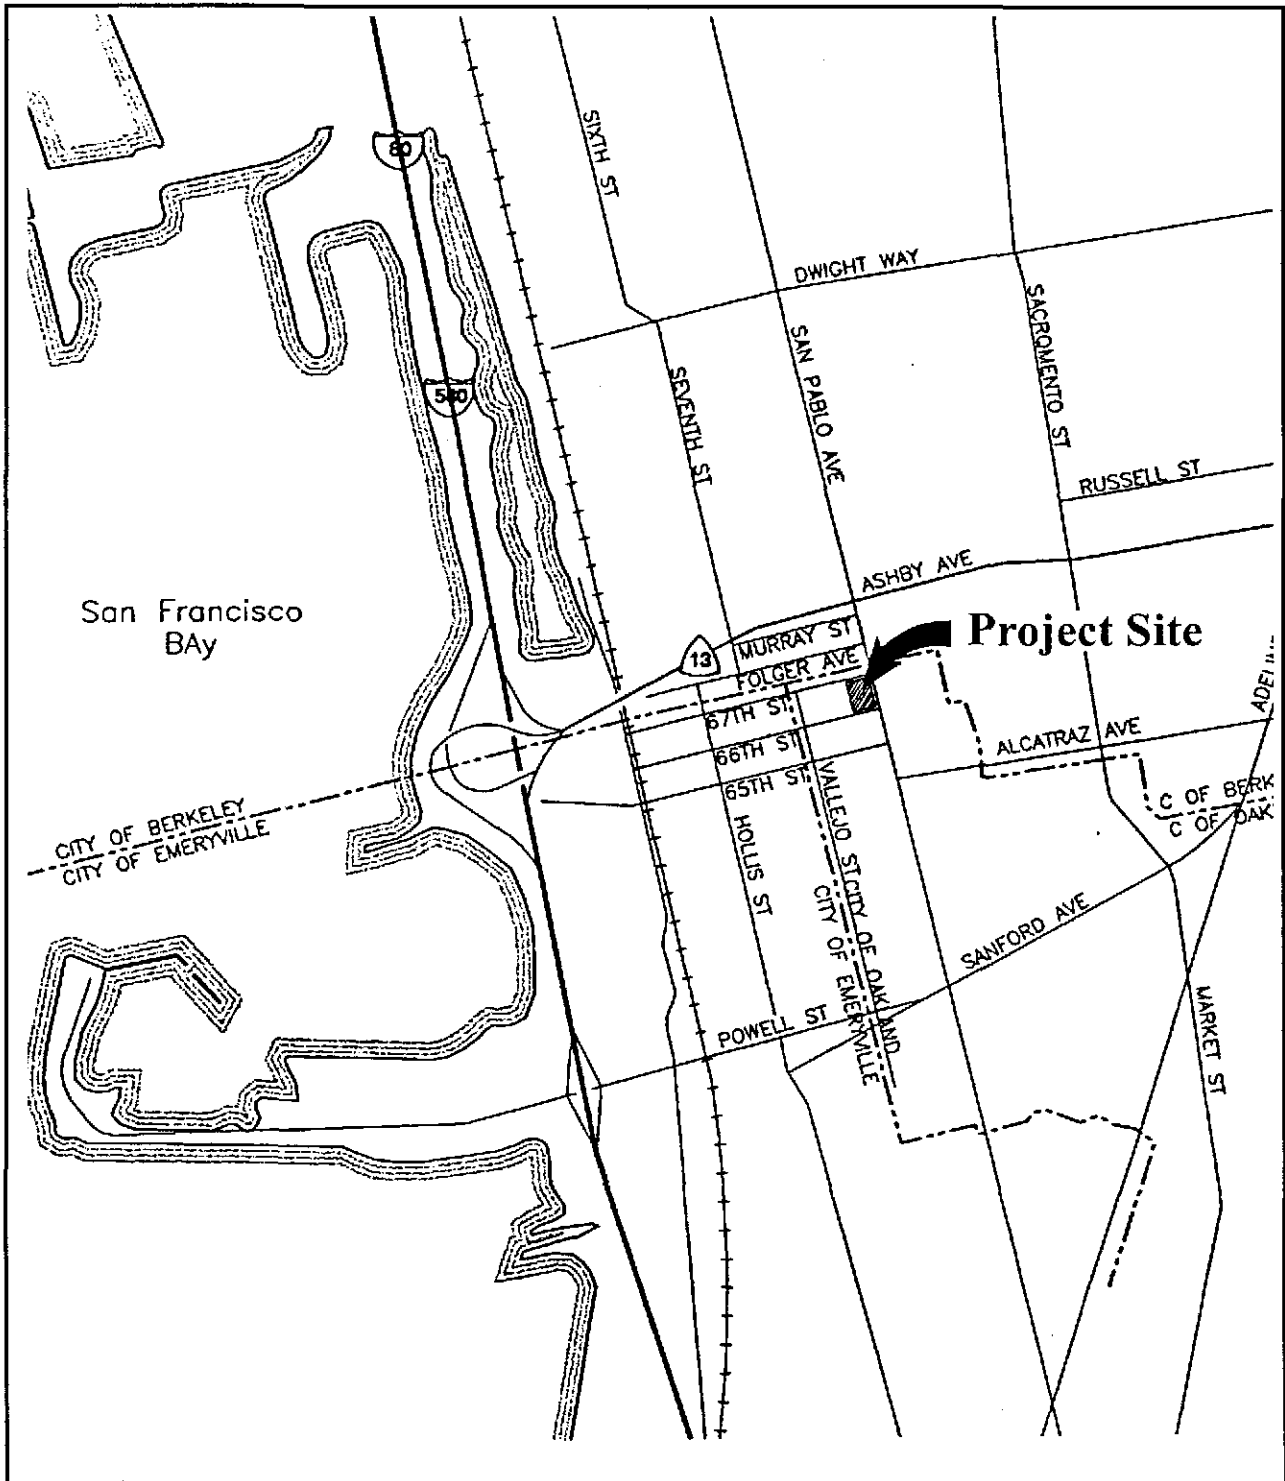 80
SIXTH ST
DWIGHT WAY
SACROMENTO ST
SAN PABLO AVE
SEVENTH ST
580
RUSSELL ST
ASHBY AVE
San Francisco
BAy
MURRAY ST
13
Project Site
FOLGER AVE
67TH ST
66TH ST
65TH ST
ALCATRAZ AVE
VALLEJO ST
HOLLIS ST
CITY OF BERKELEY
CITY OF EMERYVILLE
C OF BERK
C OF OAK
CITY OF OAKLAND
CITY OF EMERYVILLE
SANFORD AVE
POWELL ST
MARKET ST